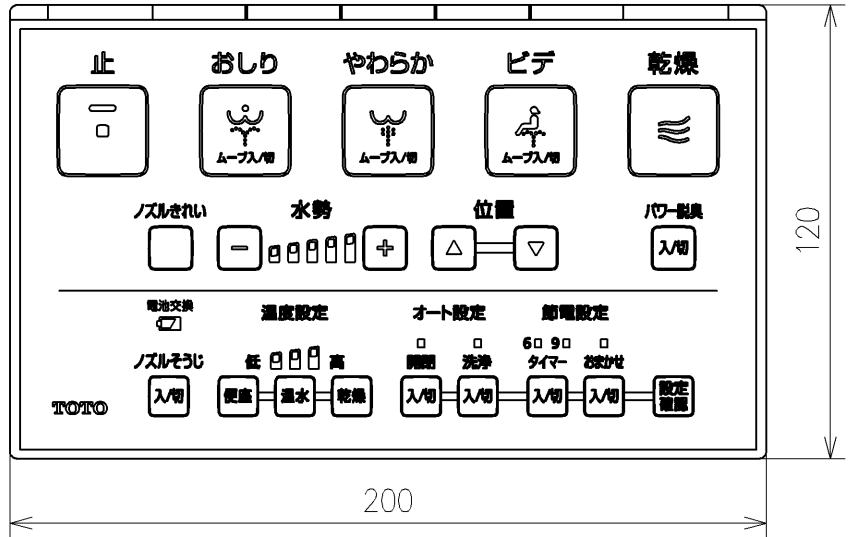 止 おしり やわらか ビデ 乾燥
ムーブ入/切 ムーブ入/切 ムーブ入/切
ノズルきれい 水勢 位置 パワー脱臭
− + △ ▽ 入/切
電池交換 温度設定 オート設定 節電設定
6 9
ノズルそうじ 低 高 開閉 洗浄 タイマー おまかせ
入/切 便座 温水 乾燥 入/切 入/切 入/切 入/切 設定
確認
TOTO
120
200